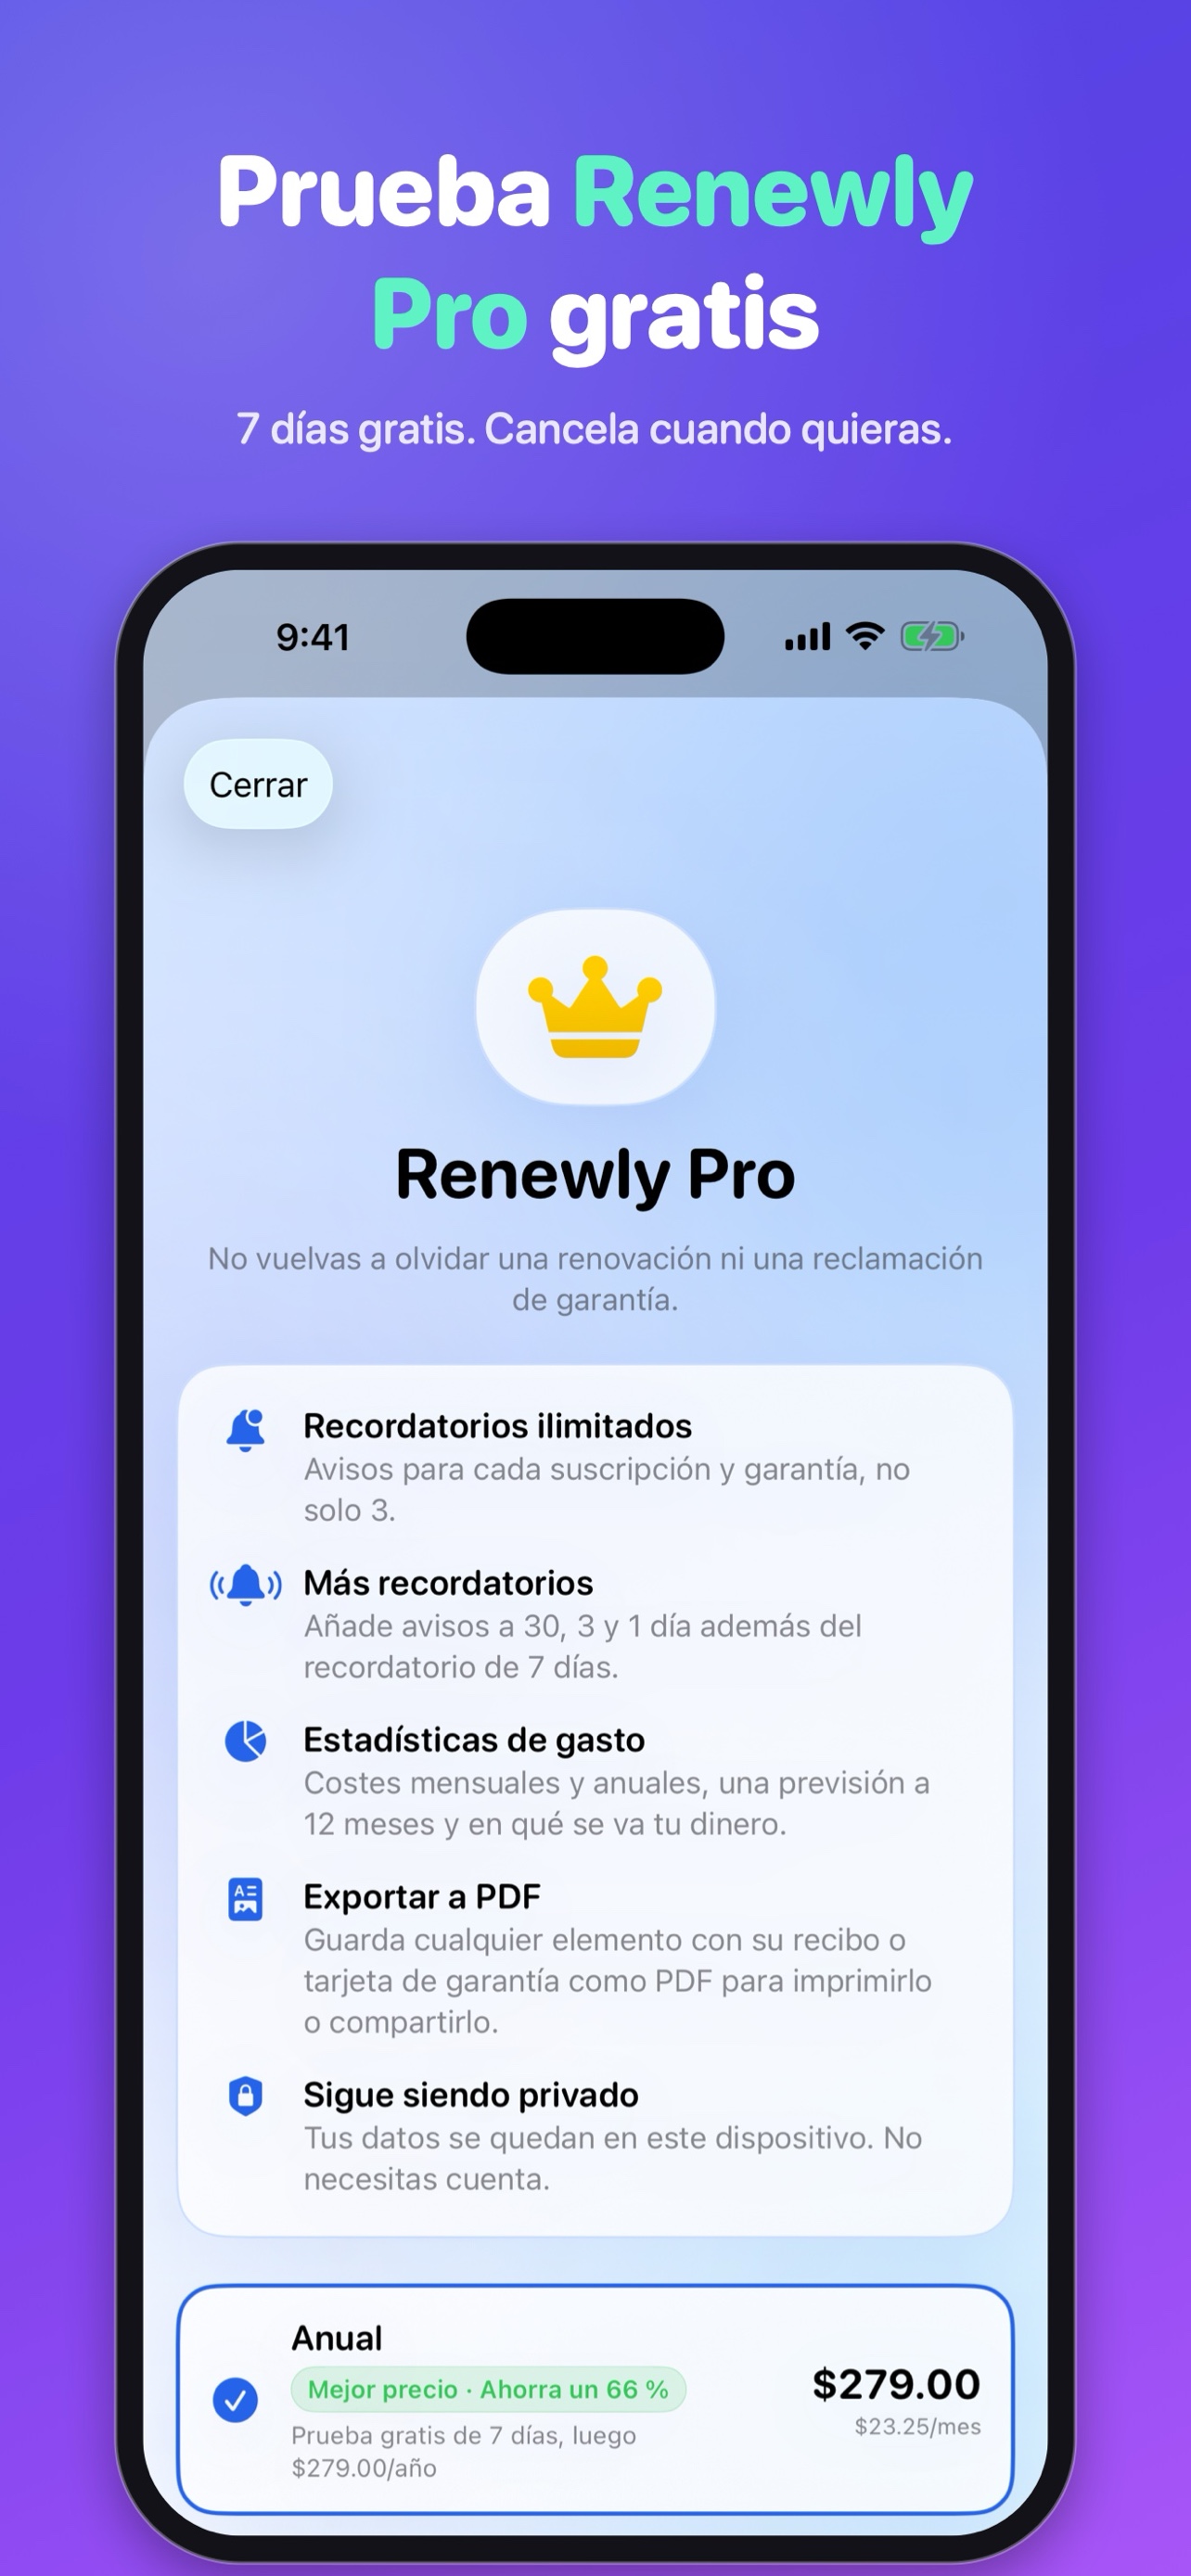 Prueba Renewly
Pro gratis
7 días gratis. Cancela cuando quieras.
9:41
Cerrar
Renewly Pro
No vuelvas a olvidar una renovación ni una reclamación
de garantía.
Recordatorios ilimitados
Avisos para cada suscripción y garantía, no
solo 3.
Más recordatorios
Añade avisos a 30, 3 y 1 día además del
recordatorio de 7 días.
Estadísticas de gasto
Costes mensuales y anuales, una previsión a
12 meses y en qué se va tu dinero.
Exportar a PDF
Guarda cualquier elemento con su recibo o
tarjeta de garantía como PDF para imprimirlo
o compartirlo.
Sigue siendo privado
Tus datos se quedan en este dispositivo. No
necesitas cuenta.
Anual
Mejor precio · Ahorra un 66 %
Prueba gratis de 7 días, luego
$279.00/año
$279.00
$23.25/mes